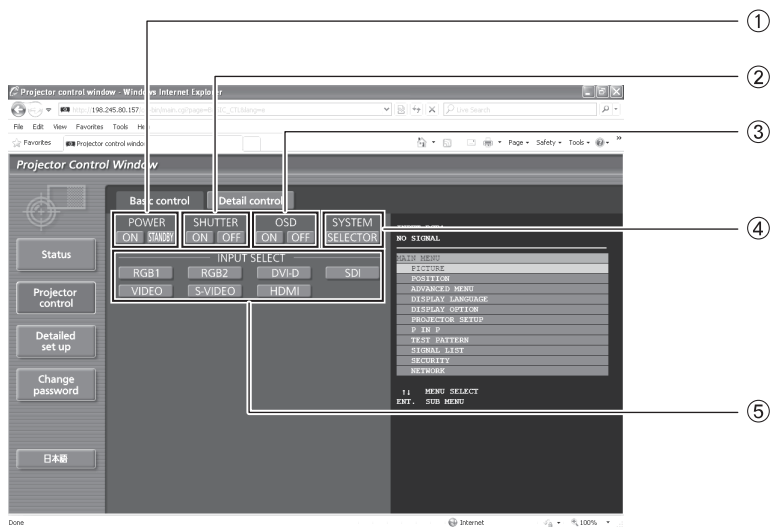 ①
②
Projector control window - Windows Internet Explorer
http://198.245.80.157
Live Search
③
File Edit View Favorites Tools Help
Favorites Projector control window Page Safety Tools
Projector Control Window
Basic control Detail control
POWER SHUTTER OSD SYSTEM
ON STANDBY ON OFF ON OFF SELECTOR
④
NO SIGNAL
INPUT SELECT
RGB1 RGB2 DVI-D SDI
VIDEO S-VIDEO HDMI
Status
Projector
control
Detailed
set up
Change
password
日本語
MAIN MENU
PICTURE
POSITION
ADVANCED MENU
DISPLAY LANGUAGE
DISPLAY OPTION
PROJECTOR SETUP
P IN P
TEST PATTERN
SIGNAL LIST
SECURITY
NETWORK
↑↓ MENU SELECT
ENT. SUB MENU
⑤
Done Internet 100%